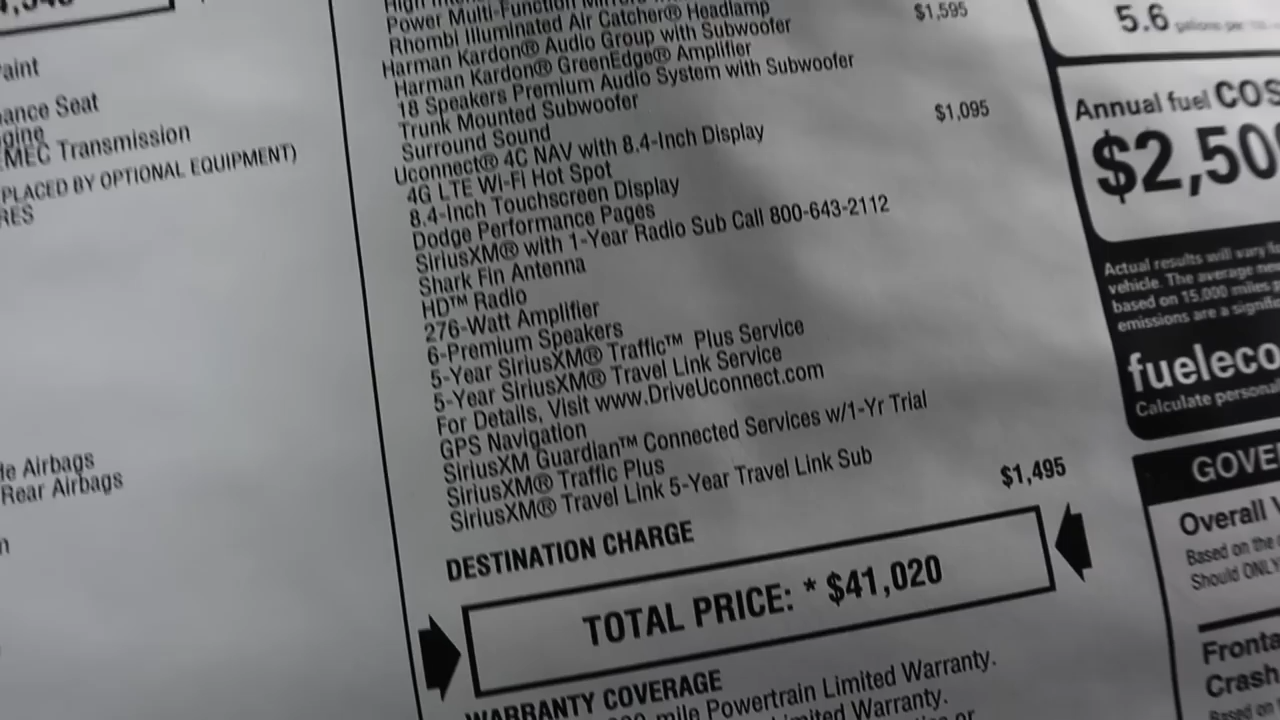 aint
ance Seat
gine
EMEC Transmission
PLACED BY OPTIONAL EQUIPMENT)
RES
de Airbags
Rear Airbags
Power Multi-Function
Rhombi Illuminated Air Catcher® Headlamp
Harman Kardon® Audio Group with Subwoofer $1,595
Harman Kardon® GreenEdge® Amplifier
18 Speakers Premium Audio System with Subwoofer
Trunk Mounted Subwoofer
Surround Sound
Uconnect® 4C NAV with 8.4-Inch Display $1,095
4G LTE Wi-Fi Hot Spot
8.4-Inch Touchscreen Display
Dodge Performance Pages
SiriusXM® with 1-Year Radio Sub Call 800-643-2112
Shark Fin Antenna
HD™ Radio
276-Watt Amplifier
6-Premium Speakers
5-Year SiriusXM® Traffic™ Plus Service
5-Year SiriusXM® Travel Link Service
For Details, Visit www.DriveUconnect.com
GPS Navigation
SiriusXM Guardian™ Connected Services w/1-Yr Trial
SiriusXM® Traffic Plus
SiriusXM® Travel Link 5-Year Travel Link Sub
DESTINATION CHARGE $1,495
TOTAL PRICE: * $41,020
WARRANTY COVERAGE
mile Powertrain Limited Warranty.
Limited Warranty.
5.6
Annual fuel COS
$2,50
Actual results will vary
vehicle. The average new
based on 15,000 miles
emissions are a signific
fueleco
Calculate personal
GOVE
Overall V
Based on the
Should ONLY
Fronta
Crash
Based on